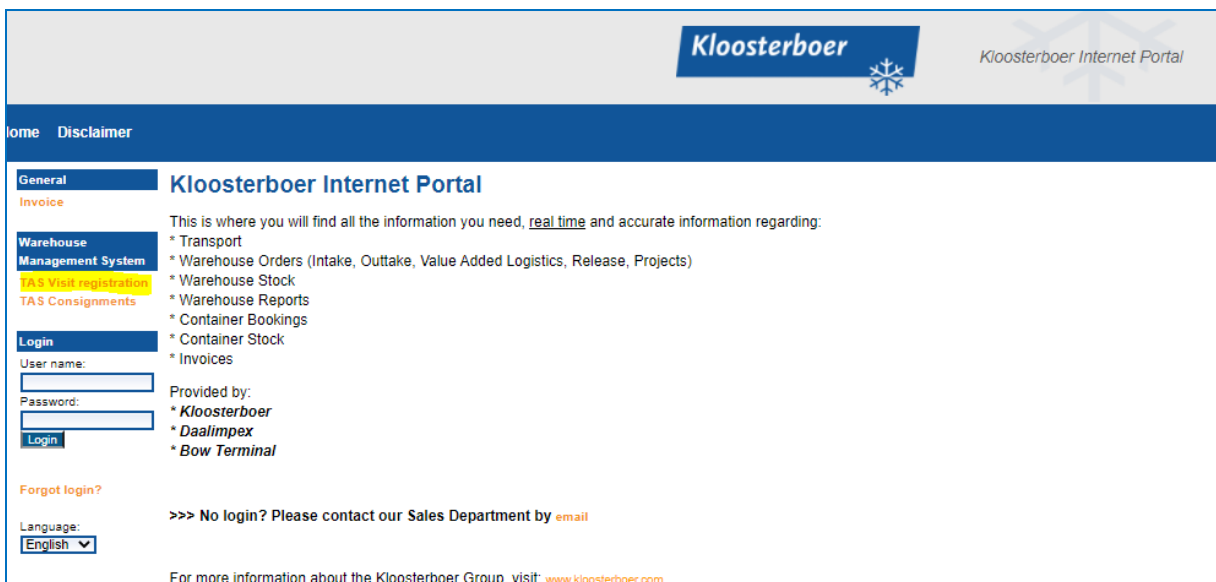 Kloosterboer
Kloosterboer Internet Portal
ome Disclaimer
General
Invoice
Warehouse
Management System
TAS Visit registration
TAS Consignments
Login
User name:
Password:
Login
Forgot login?
Language:
English
Kloosterboer Internet Portal
This is where you will find all the information you need, real time and accurate information regarding:
* Transport
* Warehouse Orders (Intake, Outtake, Value Added Logistics, Release, Projects)
* Warehouse Stock
* Warehouse Reports
* Container Bookings
* Container Stock
* Invoices
Provided by:
* Kloosterboer
* Daalimpex
* Bow Terminal
>>> No login? Please contact our Sales Department by email
For more information about the Kloosterboer Group, visit: www.kloosterboer.com